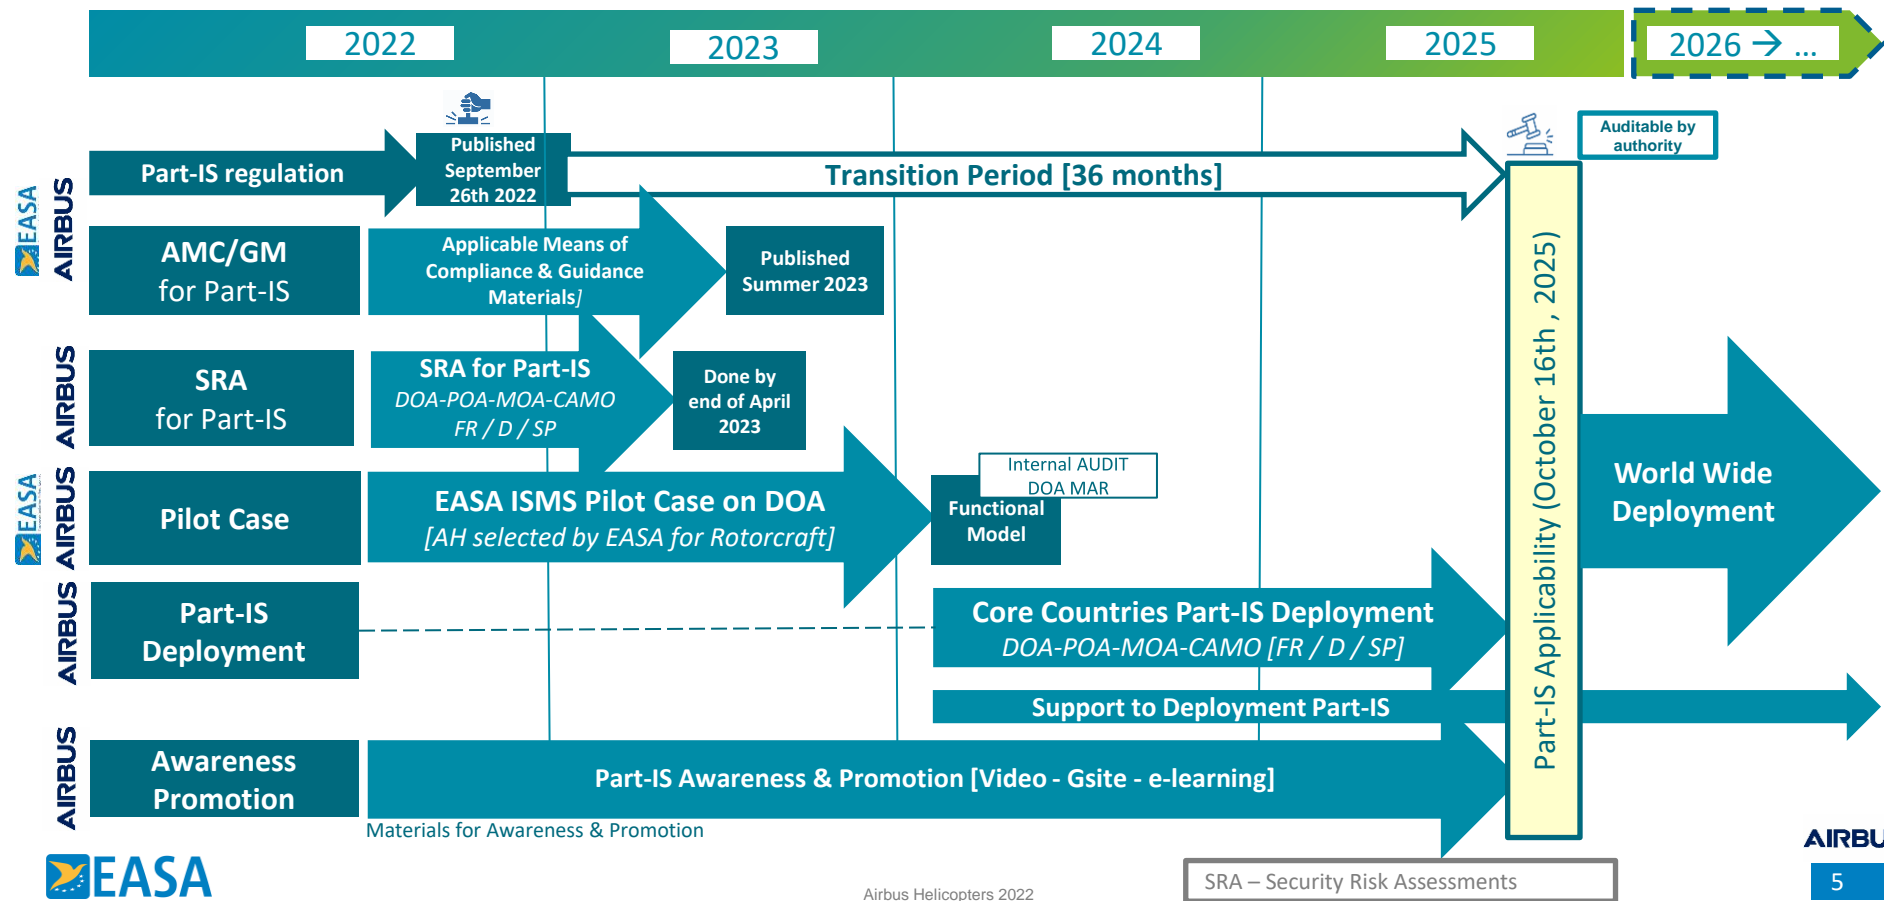 2022
2023
2024
2025
2026 → ...
Part-IS regulation
Published
September
26th 2022
Transition Period [36 months]
Auditable by
authority
EASA
AIRBUS
AMC/GM
for Part-IS
Applicable Means of
Compliance & Guidance
Materials]
Published
Summer 2023
AIRBUS
SRA
for Part-IS
SRA for Part-IS
DOA-POA-MOA-CAMO
FR / D / SP
Done by
end of April
2023
EASA
AIRBUS
Pilot Case
EASA ISMS Pilot Case on DOA
[AH selected by EASA for Rotorcraft]
Internal AUDIT
DOA MAR
Functional
Model
AIRBUS
Part-IS
Deployment
Core Countries Part-IS Deployment
DOA-POA-MOA-CAMO [FR / D / SP]
Support to Deployment Part-IS
Part-IS Applicability (October 16th , 2025)
World Wide
Deployment
AIRBUS
Awareness
Promotion
Part-IS Awareness & Promotion [Video - Gsite - e-learning]
Materials for Awareness & Promotion
EASA
Airbus Helicopters 2022
SRA – Security Risk Assessments
AIRBU
5